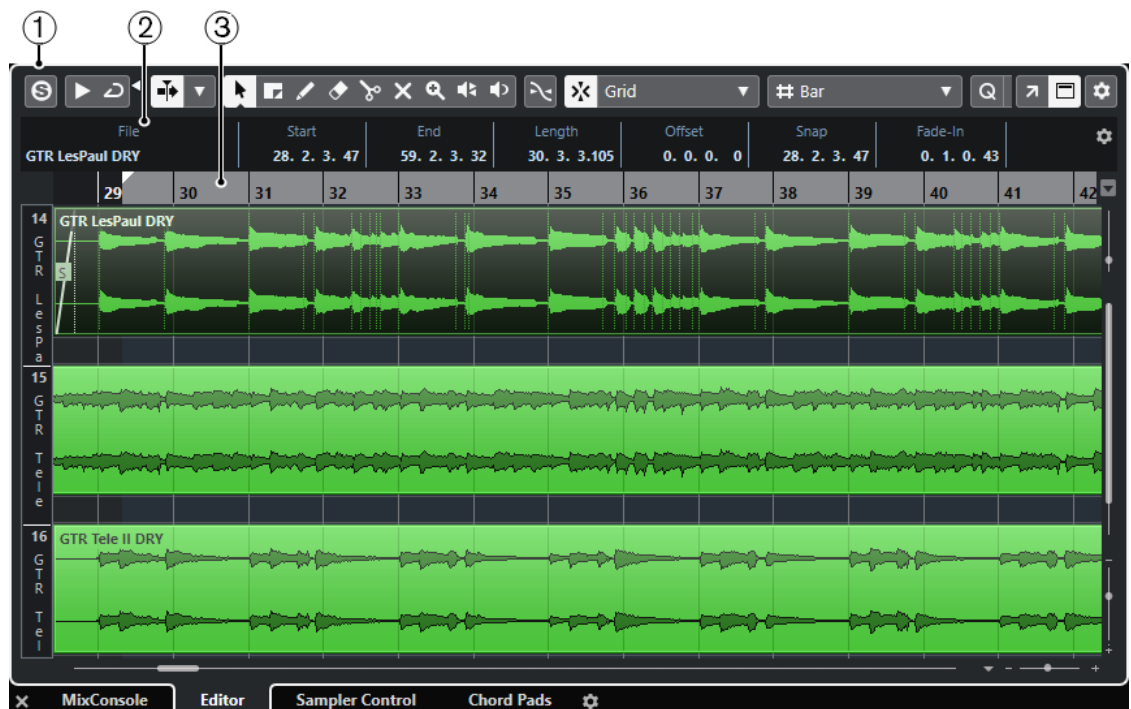 1 2 3
S Grid Bar Q
File Start End Length Offset Snap Fade-In
GTR LesPaul DRY 28. 2. 3. 47 59. 2. 3. 32 30. 3. 3.105 0. 0. 0. 0 28. 2. 3. 47 0. 1. 0. 43
29 30 31 32 33 34 35 36 37 38 39 40 41 42
14 GTR LesPaul DRY
GTR LesPa
S
15
GTR Tele
16 GTR Tele II DRY
GTR Tel
MixConsole Editor Sampler Control Chord Pads